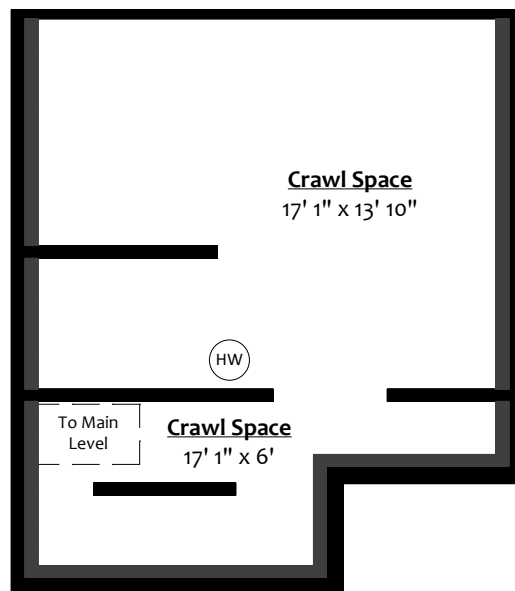 Crawl Space
17' 1" x 13' 10"
HW
To Main
Level
Crawl Space
17' 1" x 6'